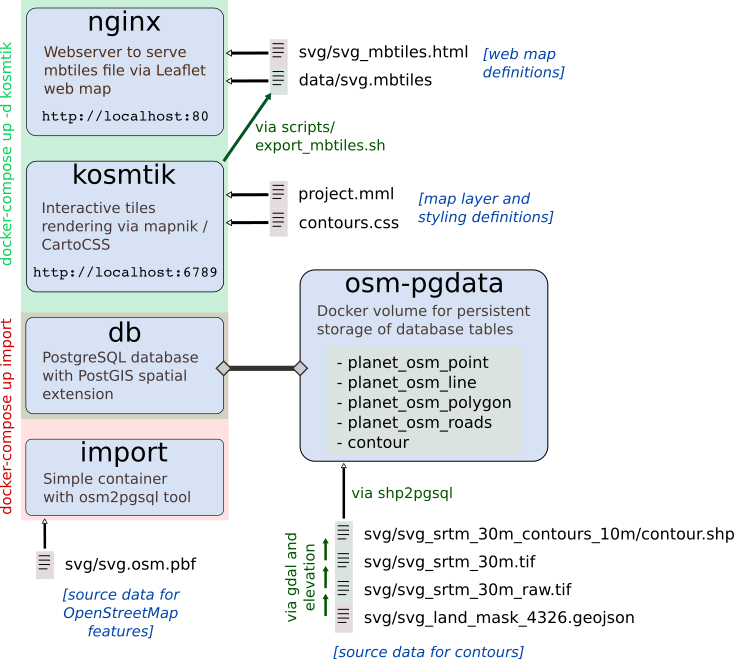 docker-compose up -d kosmtik
nginx
Webserver to serve
mbtiles file via Leaflet
web map
http://localhost:80
svg/svg_mbtiles.html
data/svg.mbtiles
[web map
definitions]
via scripts/
export_mbtiles.sh
kosmtik
Interactive tiles
rendering via mapnik /
CartoCSS
http://localhost:6789
project.mml
contours.css
[map layer and
styling definitions]
docker-compose up import
db
PostgreSQL database
with PostGIS spatial
extension
osm-pgdata
Docker volume for persistent
storage of database tables
- planet_osm_point
- planet_osm_line
- planet_osm_polygon
- planet_osm_roads
- contour
import
Simple container
with osm2pgsql tool
svg/svg.osm.pbf
[source data for
OpenStreetMap
features]
via shp2pgsql
via gdal and
elevation
svg/svg_srtm_30m_contours_10m/contour.shp
svg/svg_srtm_30m.tif
svg/svg_srtm_30m_raw.tif
svg/svg_land_mask_4326.geojson
[source data for contours]